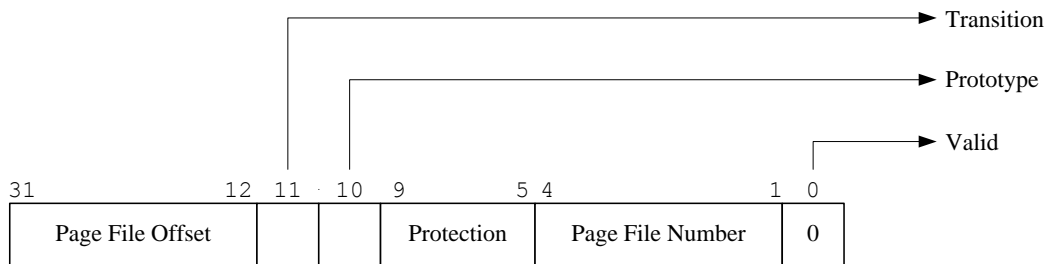 Transition
Prototype
Valid
31 12 11 10 9 5 4 1 0
Page File Offset Protection Page File Number 0